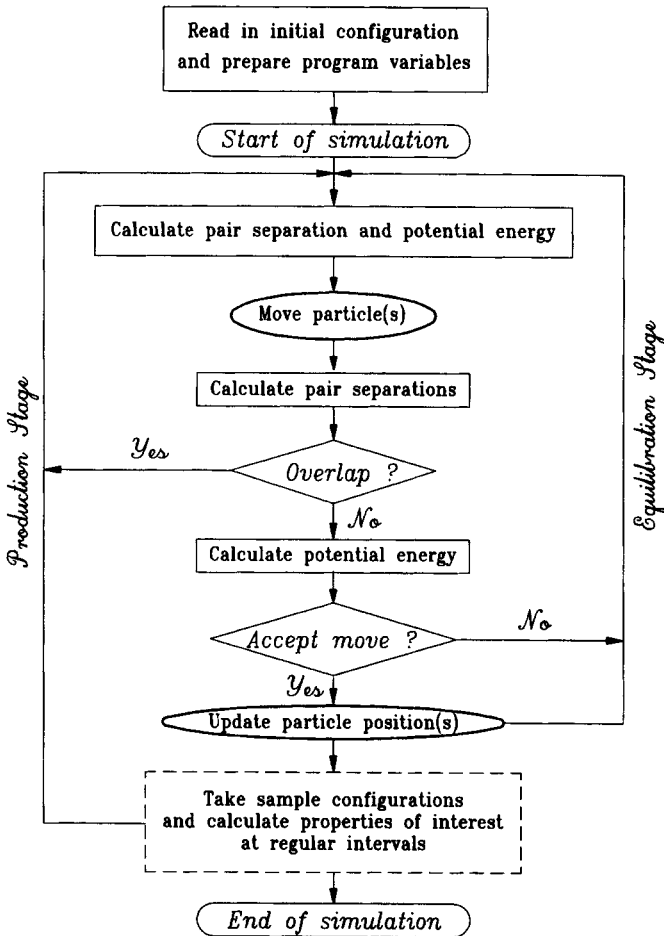 Read in initial configuration
and prepare program variables
Start of simulation
Calculate pair separation and potential energy
Move particle(s)
Calculate pair separations
Yes
Overlap ?
No
Calculate potential energy
Accept move ?
No
Yes
Update particle position(s)
Take sample configurations
and calculate properties of interest
at regular intervals
End of simulation
Production Stage
Equilibration Stage